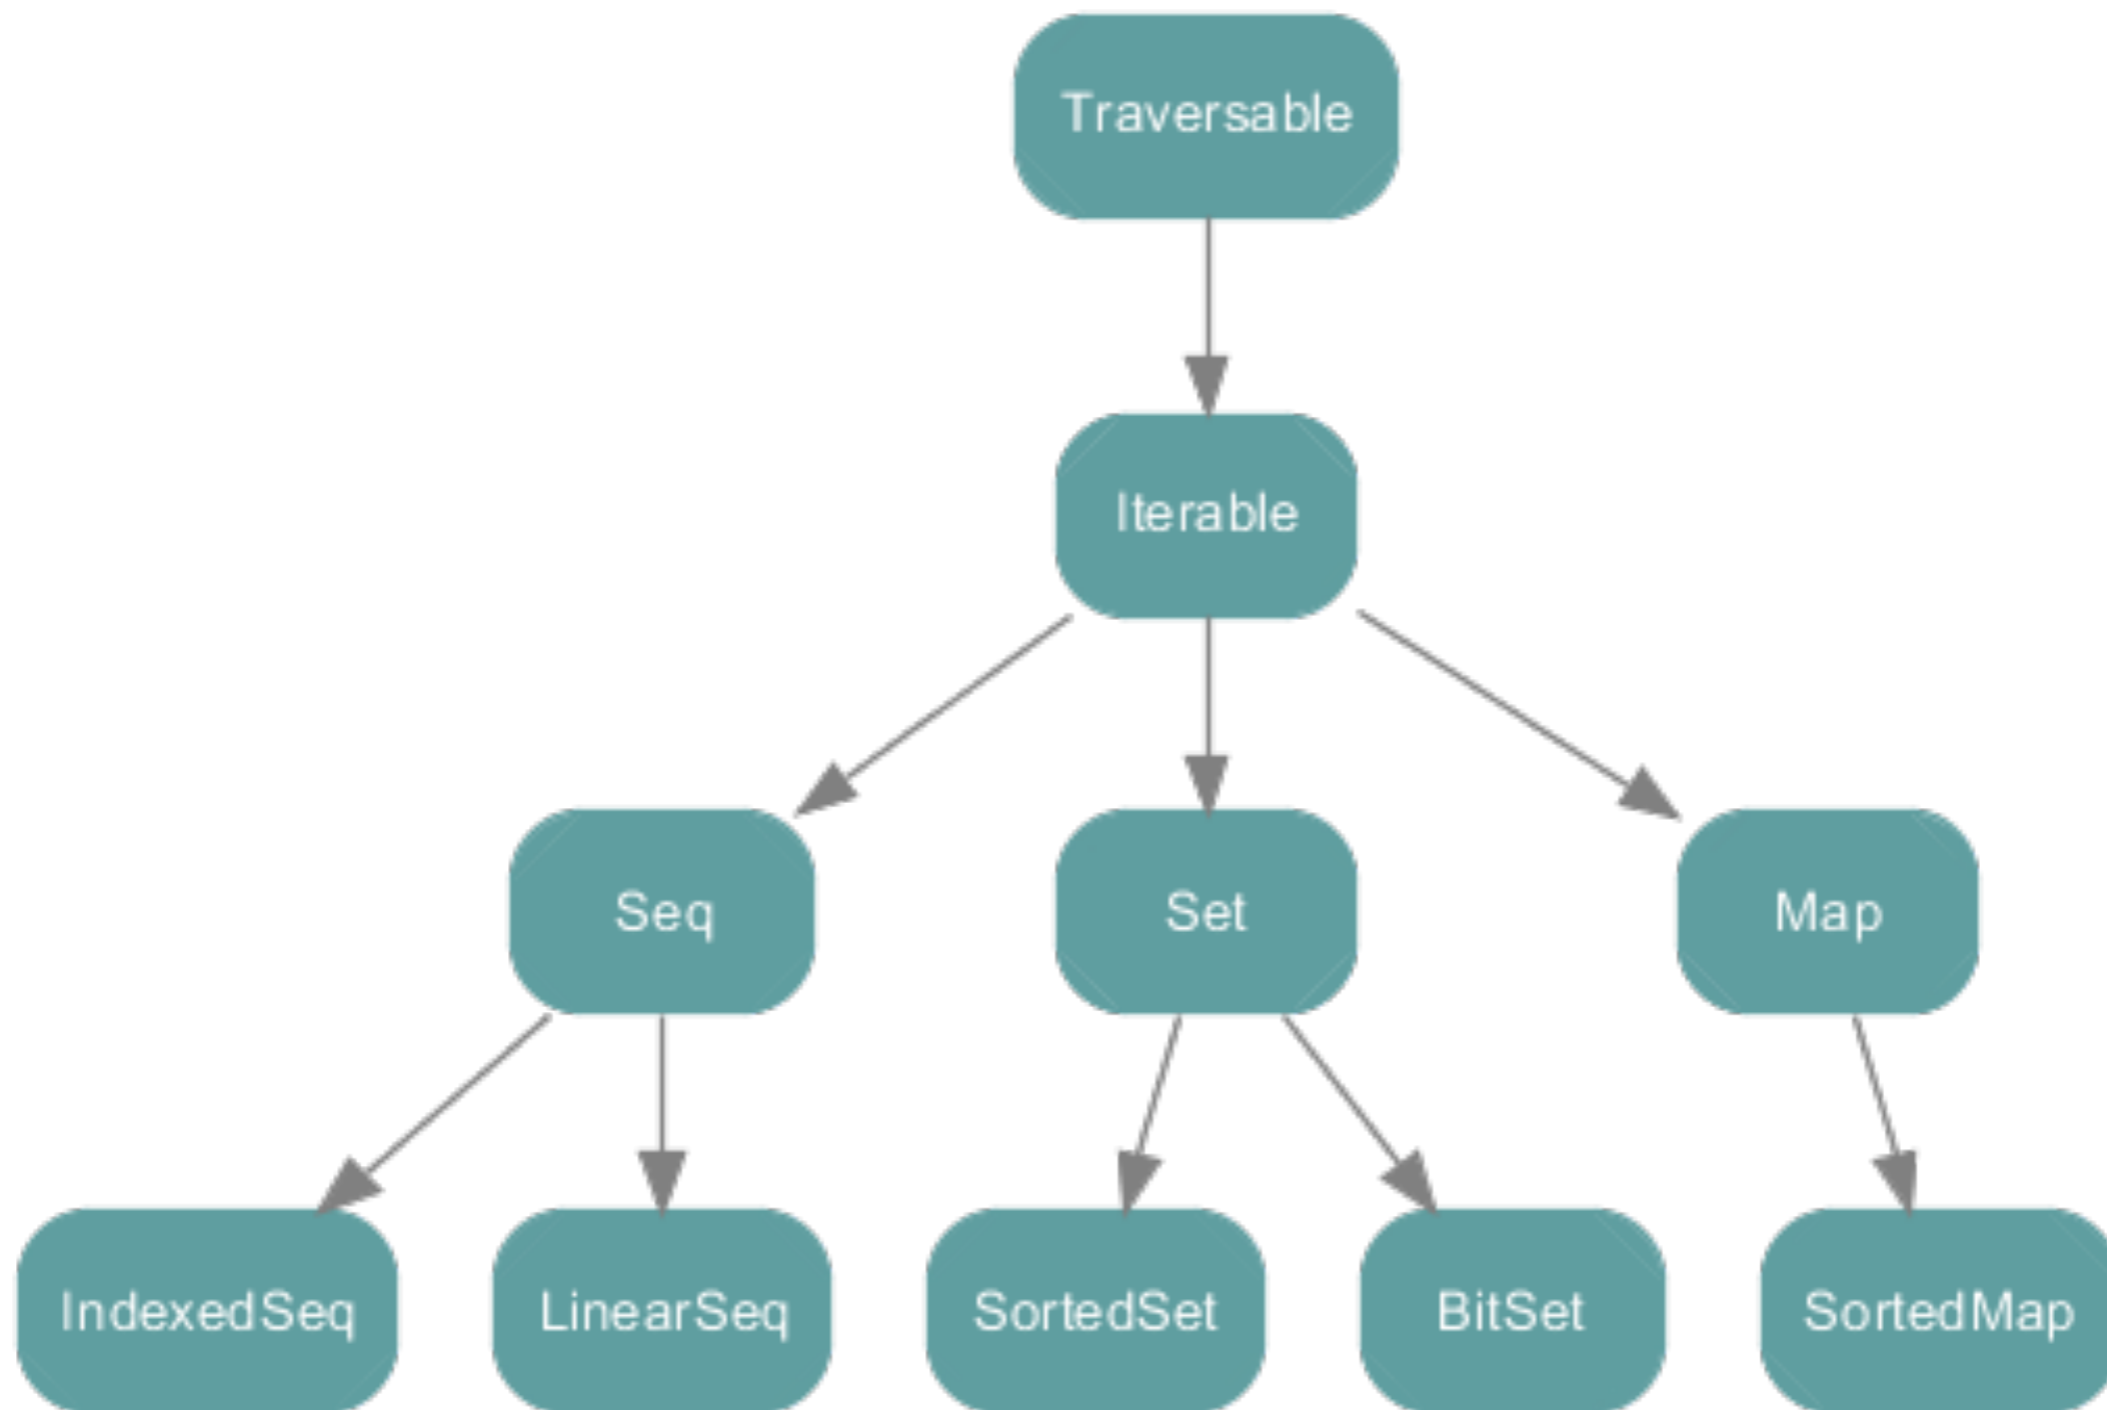 Traversable
Iterable
Seq
Set
Map
IndexedSeq
LinearSeq
SortedSet
BitSet
SortedMap